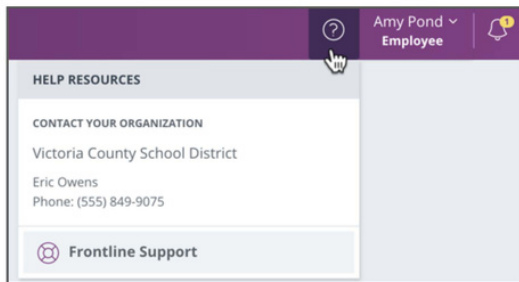 Amy Pond
Employee
1
HELP RESOURCES
CONTACT YOUR ORGANIZATION
Victoria County School District
Eric Owens
Phone: (555) 849-9075
Frontline Support